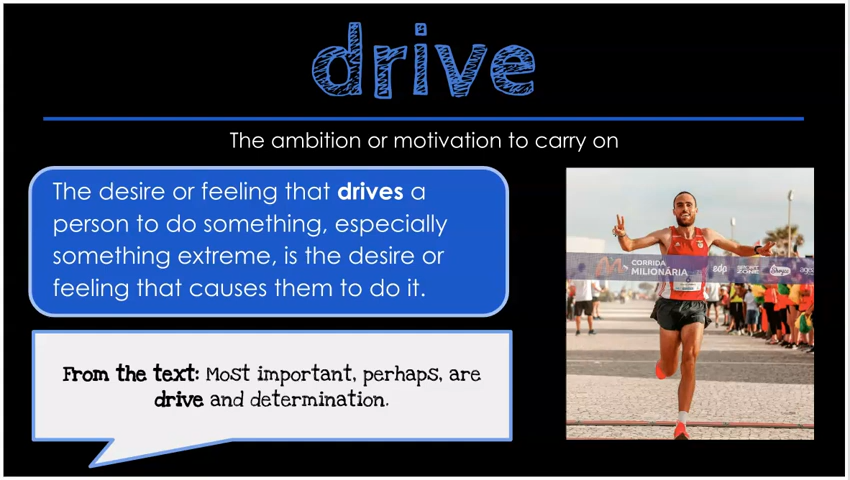 drive
The ambition or motivation to carry on
The desire or feeling that drives a
person to do something, especially
something extreme, is the desire or
feeling that causes them to do it.
From the text: Most important, perhaps, are
drive and determination.
CORRIDA
MILIONÁRIA
edp
SPORT
ZONE